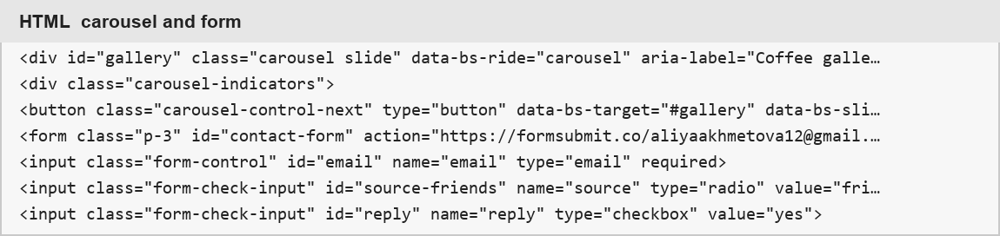 HTML  carousel and form
<div id="gallery" class="carousel slide" data-bs-ride="carousel" aria-label="Coffee galle…
<div class="carousel-indicators">
<button class="carousel-control-next" type="button" data-bs-target="#gallery" data-bs-sli…
<form class="p-3" id="contact-form" action="https://formsubmit.co/aliyaakhmetova12@gmail.…
<input class="form-control" id="email" name="email" type="email" required>
<input class="form-check-input" id="source-friends" name="source" type="radio" value="fri…
<input class="form-check-input" id="reply" name="reply" type="checkbox" value="yes">